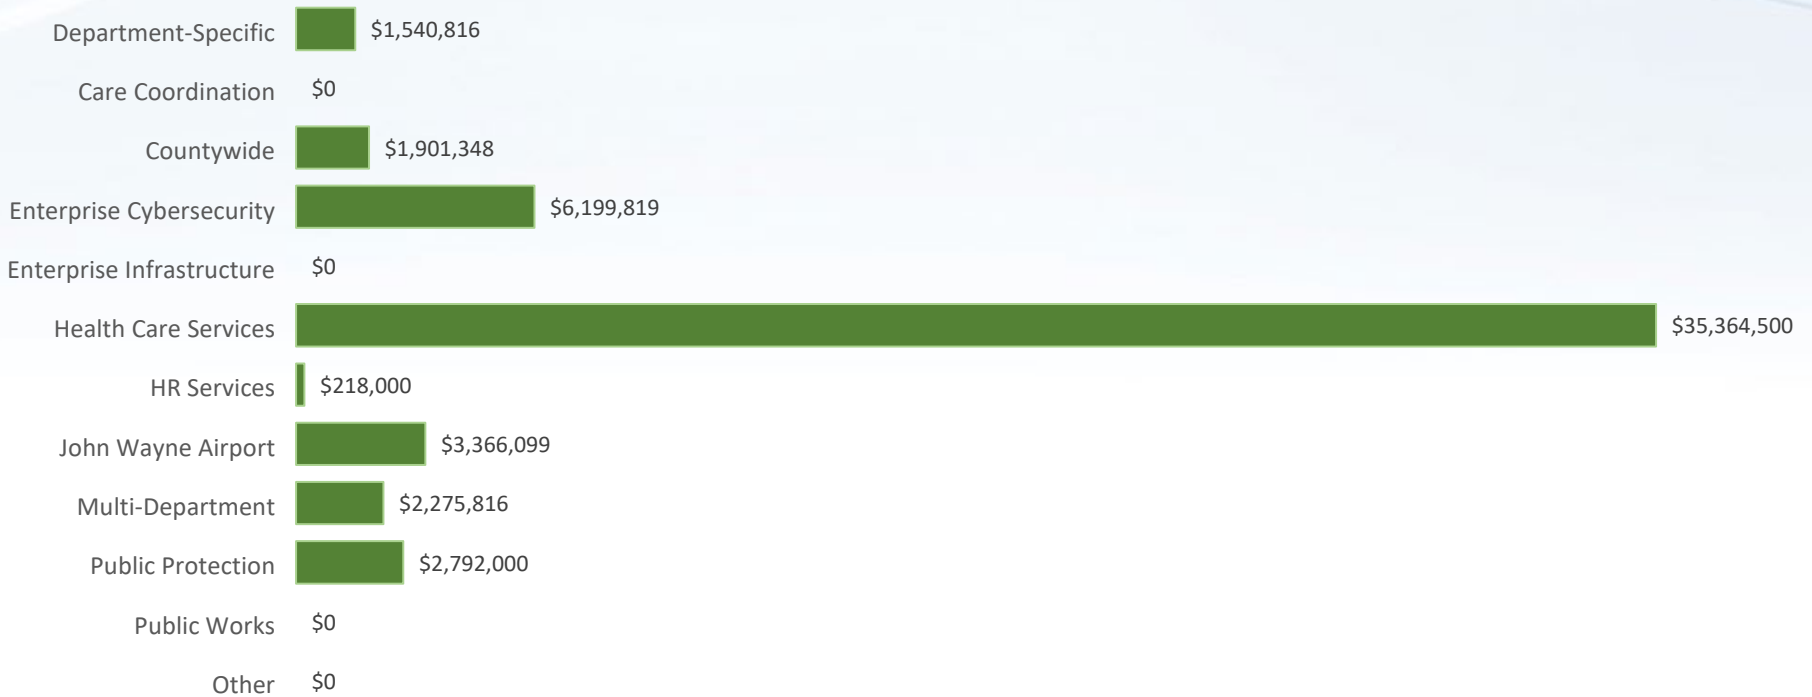 Department-Specific $1,540,816
Care Coordination $0
Countywide $1,901,348
Enterprise Cybersecurity $6,199,819
Enterprise Infrastructure $0
Health Care Services $35,364,500
HR Services $218,000
John Wayne Airport $3,366,099
Multi-Department $2,275,816
Public Protection $2,792,000
Public Works $0
Other $0